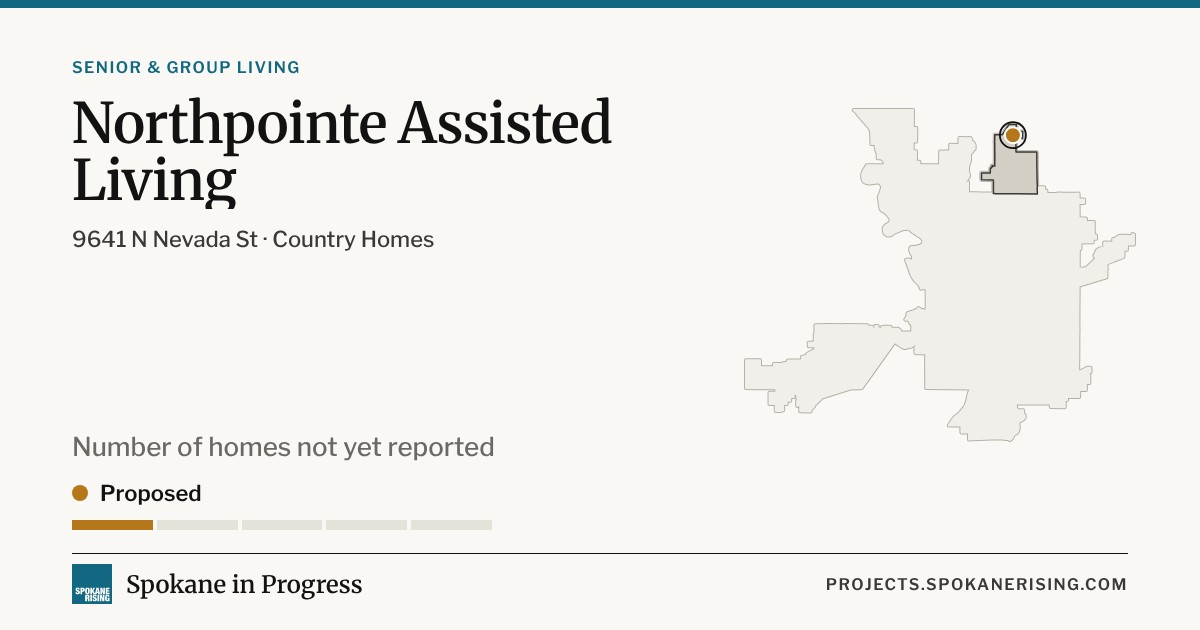 SENIOR & GROUP LIVING
Northpointe Assisted
Living
9641 N Nevada St · Country Homes
Number of homes not yet reported
Proposed
SPOKANE
RISING
Spokane in Progress
PROJECTS.SPOKANERISING.COM